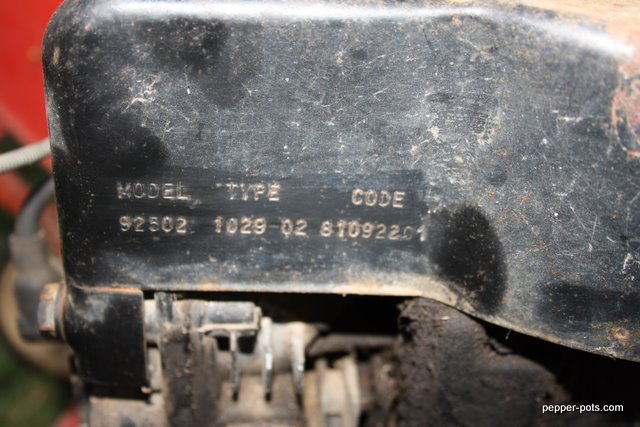 MODEL TYPE CODE
92502 1029 02 81092201
pepper-pots.com